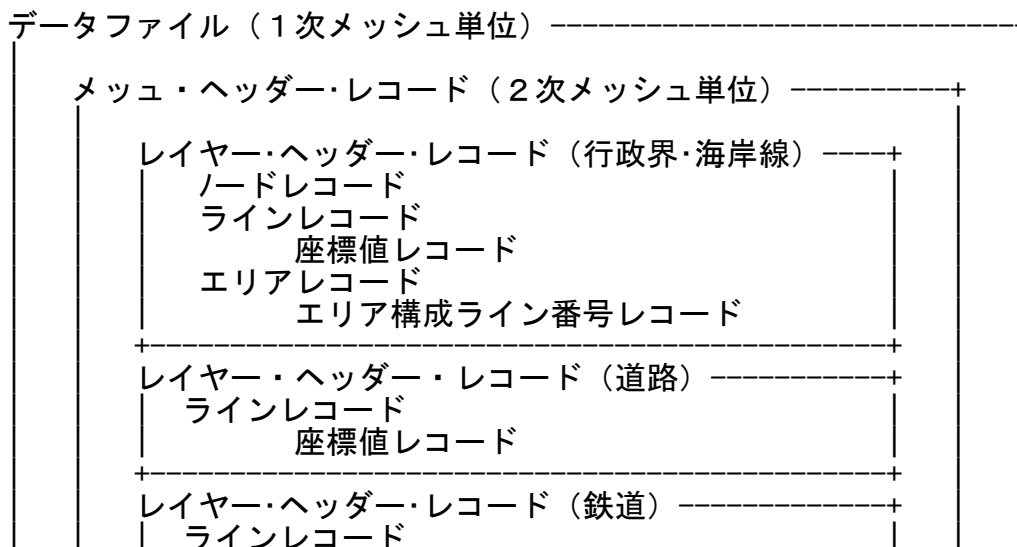 データファイル（１次メッシュ単位）
メッュ・ヘッダー･レコード（２次メッシュ単位）
レイヤー･ヘッダー･レコード（行政界･海岸線）
ノードレコード
ラインレコード
座標値レコード
エリアレコード
エリア構成ライン番号レコード
レイヤー・ヘッダー・レコード（道路）
ラインレコード
座標値レコード
レイヤー･ヘッダー･レコード（鉄道）
ラインレコード